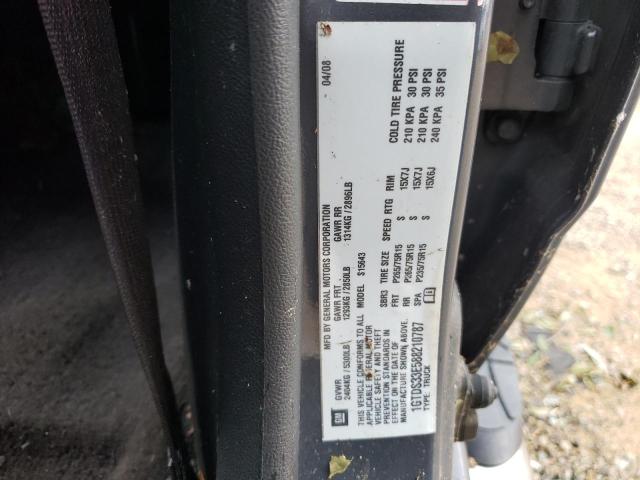 MFD BY GENERAL MOTORS CORPORATION 04/08
GVWR GAWR FRT GAWR RR
2404KG / 5300LB 1293KG / 2850LB 1314KG / 2896LB
GM
THIS VEHICLE CONFORMS TO ALL MODEL S15643
APPLICABLE FEDERAL MOTOR
VEHICLE SAFETY AND THEFT
PREVENTION STANDARDS IN
EFFECT ON THE DATE OF
MANUFACTURE SHOWN ABOVE.
1GTDS33E588210787
TYPE: TRUCK
SBR3 TIRE SIZE SPEED RTG RIM COLD TIRE PRESSURE
FRT P265/75R15 S 15X7J 210 KPA 30 PSI
RR P265/75R15 S 15X7J 210 KPA 30 PSI
SPA P235/75R15 S 15X6J 240 KPA 35 PSI